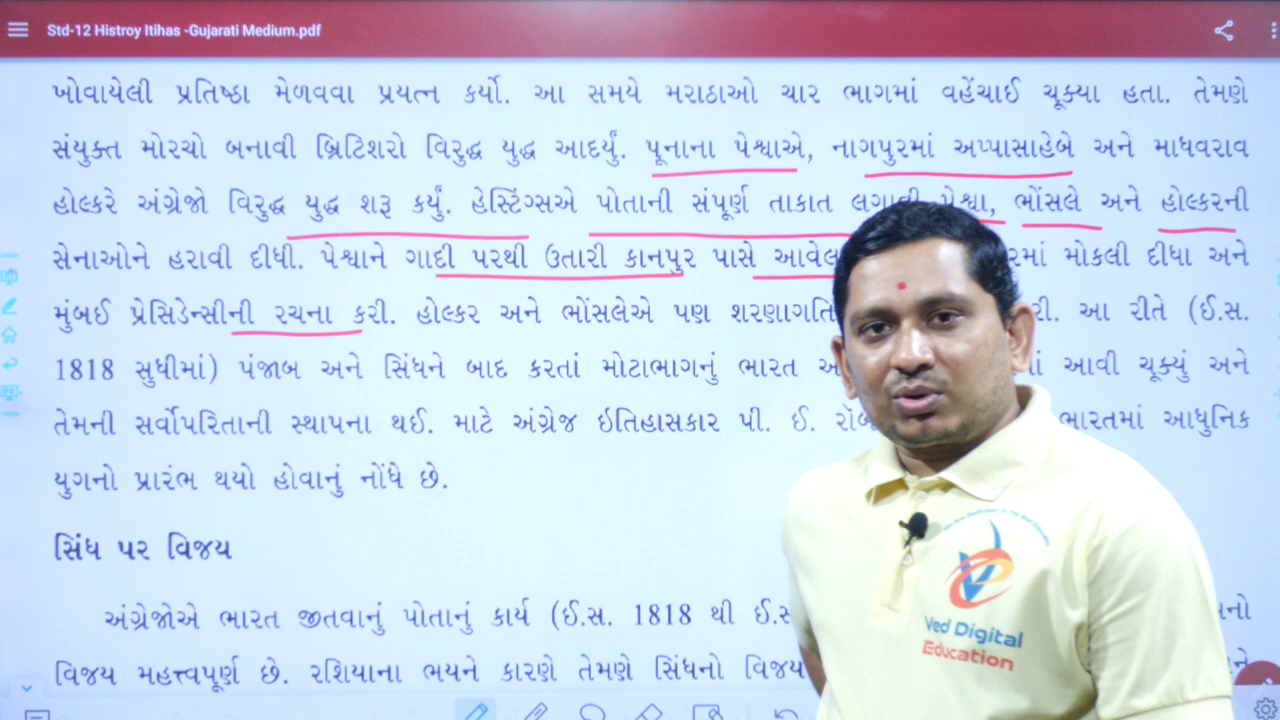 Std-12 Histroy Itihas -Gujarati Medium.pdf
ખોવાયેલી પ્રતિષ્ઠા મેળવવા પ્રયત્ન કર્યો. આ સમયે મરાઠાઓ ચાર ભાગમાં વહેંચાઈ ચૂક્યા હતા. તેમણે
સંયુક્ત મોરચો બનાવી બ્રિટિશરો વિરુદ્ધ યુદ્ધ આદર્યું. પૂનાના પેશ્વાએ, નાગપુરમાં અપ્પાસાહેબે અને માધવરાવ
હોલ્કરે અંગ્રેજો વિરુદ્ધ યુદ્ધ શરૂ કર્યું. હેસ્ટિંગ્સએ પોતાની સંપૂર્ણ તાકાત લગાવી પેશ્વા, ભોંસલે અને હોલ્કરની
સેનાઓને હરાવી દીધી. પેશ્વાને ગાદી પરથી ઉતારી કાનપુર પાસે આવેલ રમાં મોકલી દીધા અને
મુંબઈ પ્રેસિડેન્સીની રચના કરી. હોલ્કર અને ભોંસલેએ પણ શરણાગતિ રી. આ રીતે (ઈ.સ.
1818 સુધીમાં) પંજાબ અને સિંધને બાદ કરતાં મોટાભાગનું ભારત આવી ચૂક્યું અને
તેમની સર્વોપરિતાની સ્થાપના થઈ. માટે અંગ્રેજ ઇતિહાસકાર પી. ઈ. ભારતમાં આધુનિક
યુગનો પ્રારંભ થયો હોવાનું નોંધે છે.
સિંધ પર વિજય
અંગ્રેજોએ ભારત જીતવાનું પોતાનું કાર્ય (ઈ.સ. 1818 થી ઈ.સ
વિજય મહત્ત્વપૂર્ણ છે. રશિયાના ભયને કારણે તેમણે સિંધનો વિજય
Ved Digital
Education